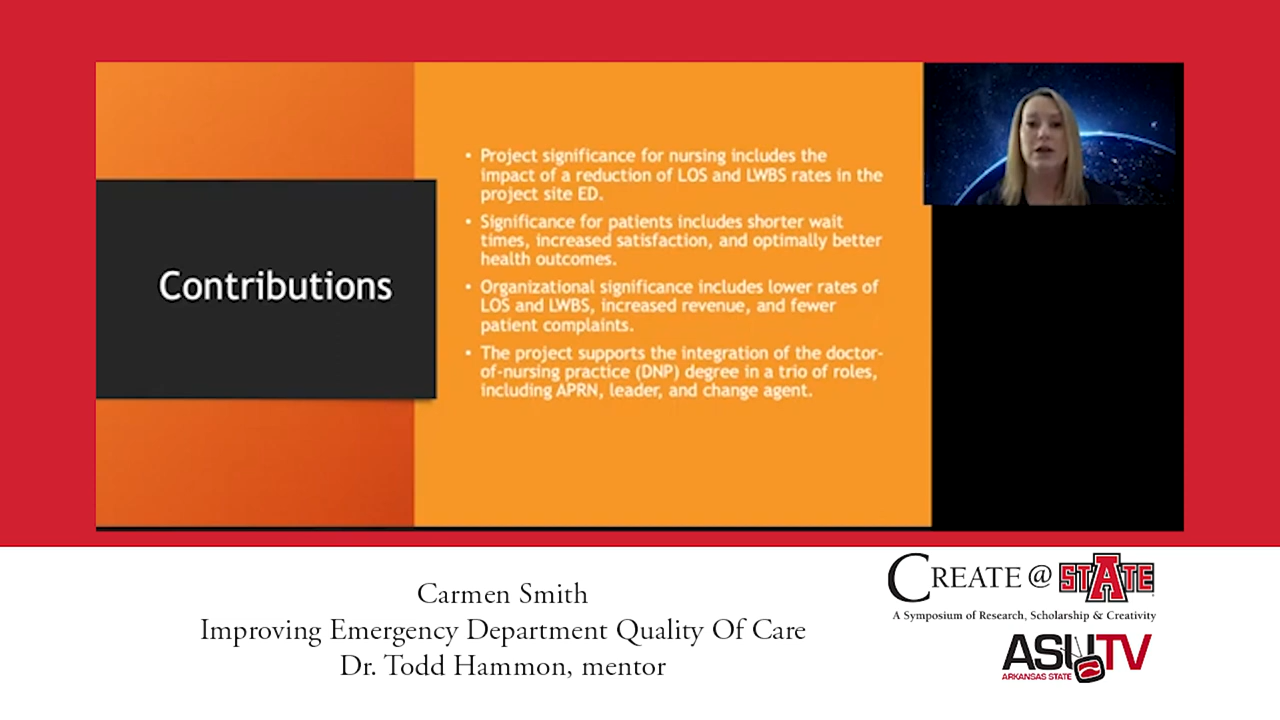 Contributions
• Project significance for nursing includes the
impact of a reduction of LOS and LWBS rates in the
project site ED.
• Significance for patients includes shorter wait
times, increased satisfaction, and optimally better
health outcomes.
• Organizational significance includes lower rates of
LOS and LWBS, increased revenue, and fewer
patient complaints.
• The project supports the integration of the doctor-
of-nursing practice (DNP) degree in a trio of roles,
including APRN, leader, and change agent.
Carmen Smith
Improving Emergency Department Quality Of Care
Dr. Todd Hammon, mentor
CREATE @ STATE
A Symposium of Research, Scholarship & Creativity
ASUTV
ARKANSAS STATE